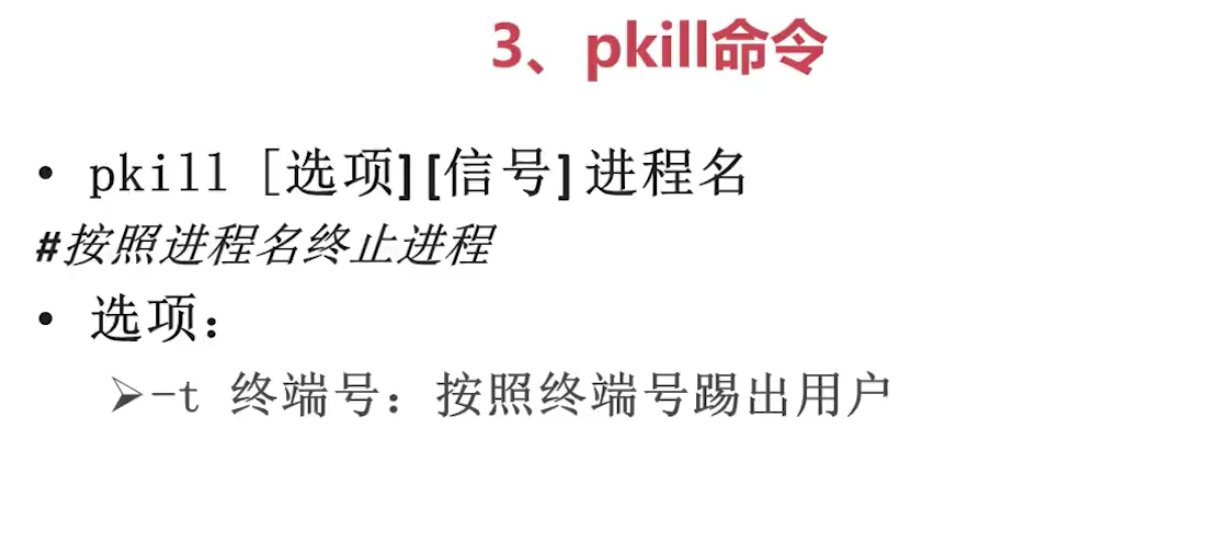 3、pkill命令
• pkill [选项][信号]进程名
#按照进程名终止进程
• 选项：
➢-t 终端号：按照终端号踢出用户